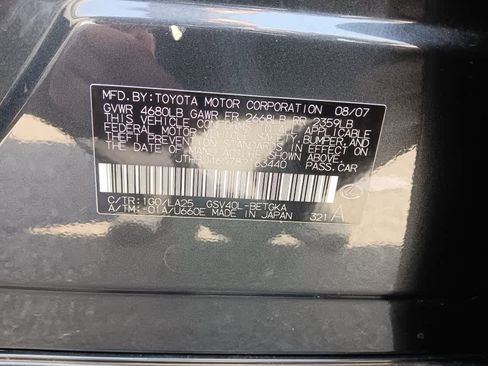 MFD.BY:TOYOTA MOTOR CORPORATION 08/07
GVWR 4680LB GAWR FR 2668LB RR 2359LB
THIS VEHICLE CONFORMS TO ALL APPLICABLE
FEDERAL MOTOR VEHICLE SAFETY, BUMPER, AND
THEFT PREVENTION STANDARDS IN EFFECT ON
THE DATE OF MANUFACTURE SHOWN ABOVE.
PASS.CAR
C/TR:1G0/LA25 GSV40L-BETGKA
A/TM:-01A/U660E MADE IN JAPAN 321 A